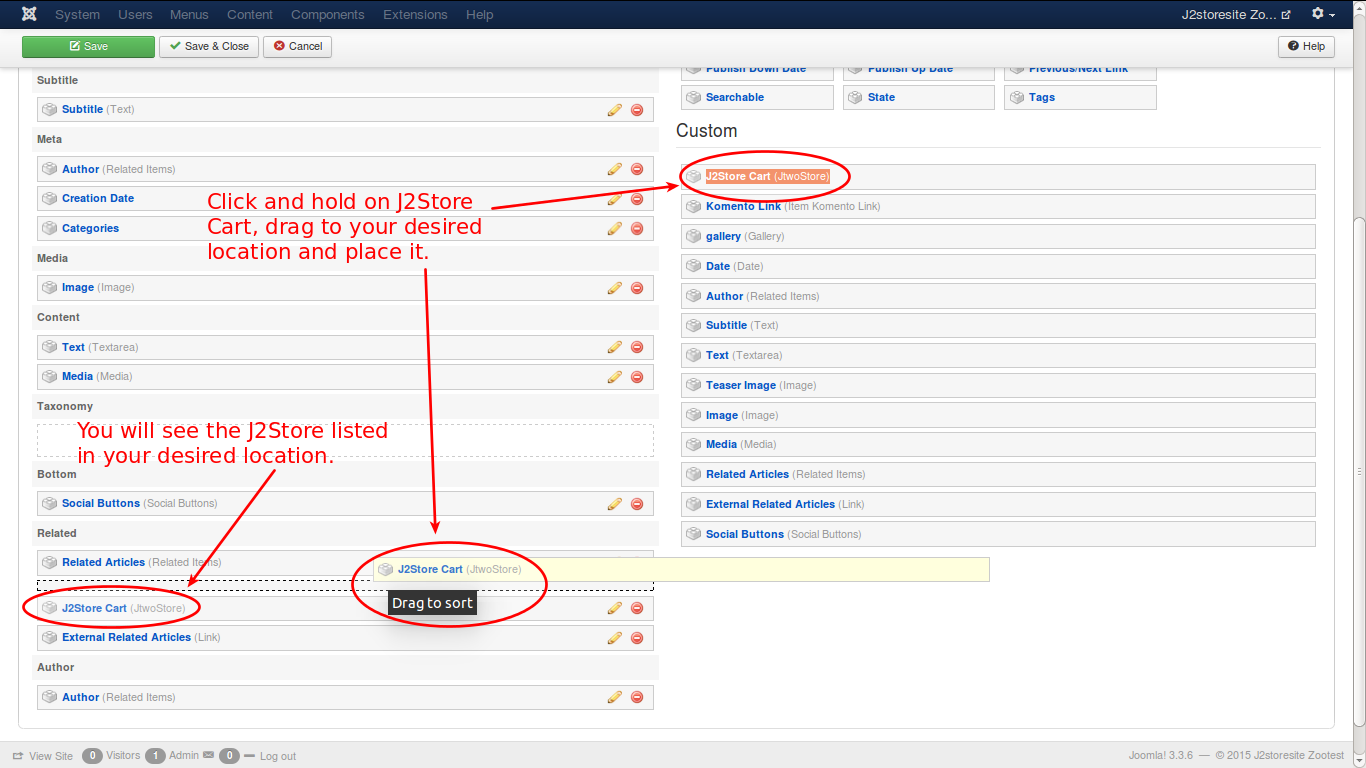 System Users Menus Content Components Extensions Help J2storesite Zo...
Save Save & Close Cancel Help
Subtitle
Subtitle (Text)
Meta
Author (Related Items)
Creation Date
Categories
Media
Image (Image)
Content
Text (Textarea)
Media (Media)
Taxonomy
Bottom
Social Buttons (Social Buttons)
Related
Related Articles (Related Items)
J2Store Cart (JtwoStore)
External Related Articles (Link)
Author
Author (Related Items)
Click and hold on J2Store
Cart, drag to your desired
location and place it.
You will see the J2Store listed
in your desired location.
J2Store Cart (JtwoStore)
Drag to sort
Publish Down Date Publish Up Date Previous/Next Link
Searchable State Tags
Custom
J2Store Cart (JtwoStore)
Komento Link (Item Komento Link)
gallery (Gallery)
Date (Date)
Author (Related Items)
Subtitle (Text)
Text (Textarea)
Teaser Image (Image)
Image (Image)
Media (Media)
Related Articles (Related Items)
External Related Articles (Link)
Social Buttons (Social Buttons)
View Site 0 Visitors 1 Admin 0 Log out
Joomla! 3.3.6 — © 2015 J2storesite Zootest